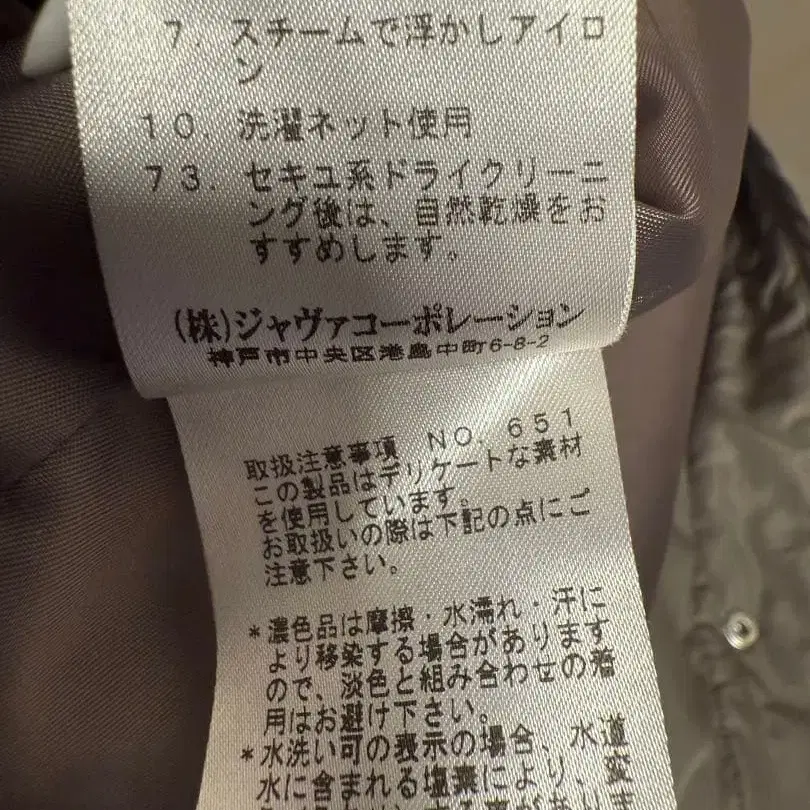 7. スチームで浮かしアイロ
ン
10. 洗濯ネット使用
73. セキユ系ドライクリーニ
ング後は、自然乾燥をお
すすめします。
(株)ジャヴァコーポレーション
神戸市中央区港島中町6-8-2
取扱注意事項 NO. 651
この製品はデリケートな素材
を使用しています。
お取扱いの際は下記の点にご
注意下さい。
*濃色品は摩擦・水濡れ・汗に
より移染する場合があります
ので、淡色と組み合わせの着
用はお避け下さい。
*水洗い可の表示の場合、水道
水に含まれる塩素により、変